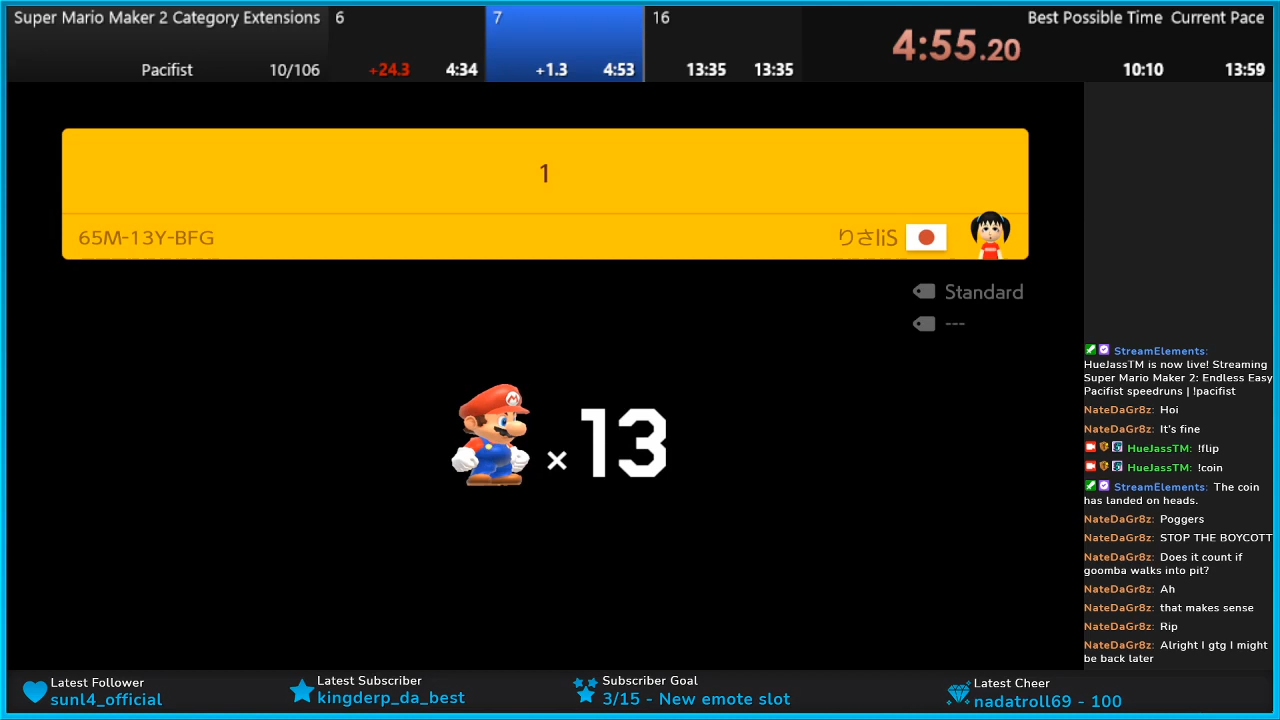 Super Mario Maker 2 Category Extensions
Pacifist 10/106
6
+24.3 4:34
7
+1.3 4:53
16
13:35 13:35
4:55.20
Best Possible Time Current Pace
10:10 13:59
1
65M-13Y-BFG
りさliS
Standard
---
× 13
StreamElements:
HueJassTM is now live! Streaming
Super Mario Maker 2: Endless Easy
Pacifist speedruns | !pacifist
NateDaGr8z: Hoi
NateDaGr8z: It's fine
HueJassTM: !flip
HueJassTM: !coin
StreamElements: The coin
has landed on heads.
NateDaGr8z: Poggers
NateDaGr8z: STOP THE BOYCOTT
NateDaGr8z: Does it count if
goomba walks into pit?
NateDaGr8z: Ah
NateDaGr8z: that makes sense
NateDaGr8z: Rip
NateDaGr8z: Alright I gtg I might
be back later
Latest Follower
sunl4_official
Latest Subscriber
kingderp_da_best
Subscriber Goal
3/15 - New emote slot
Latest Cheer
nadatroll69 - 100